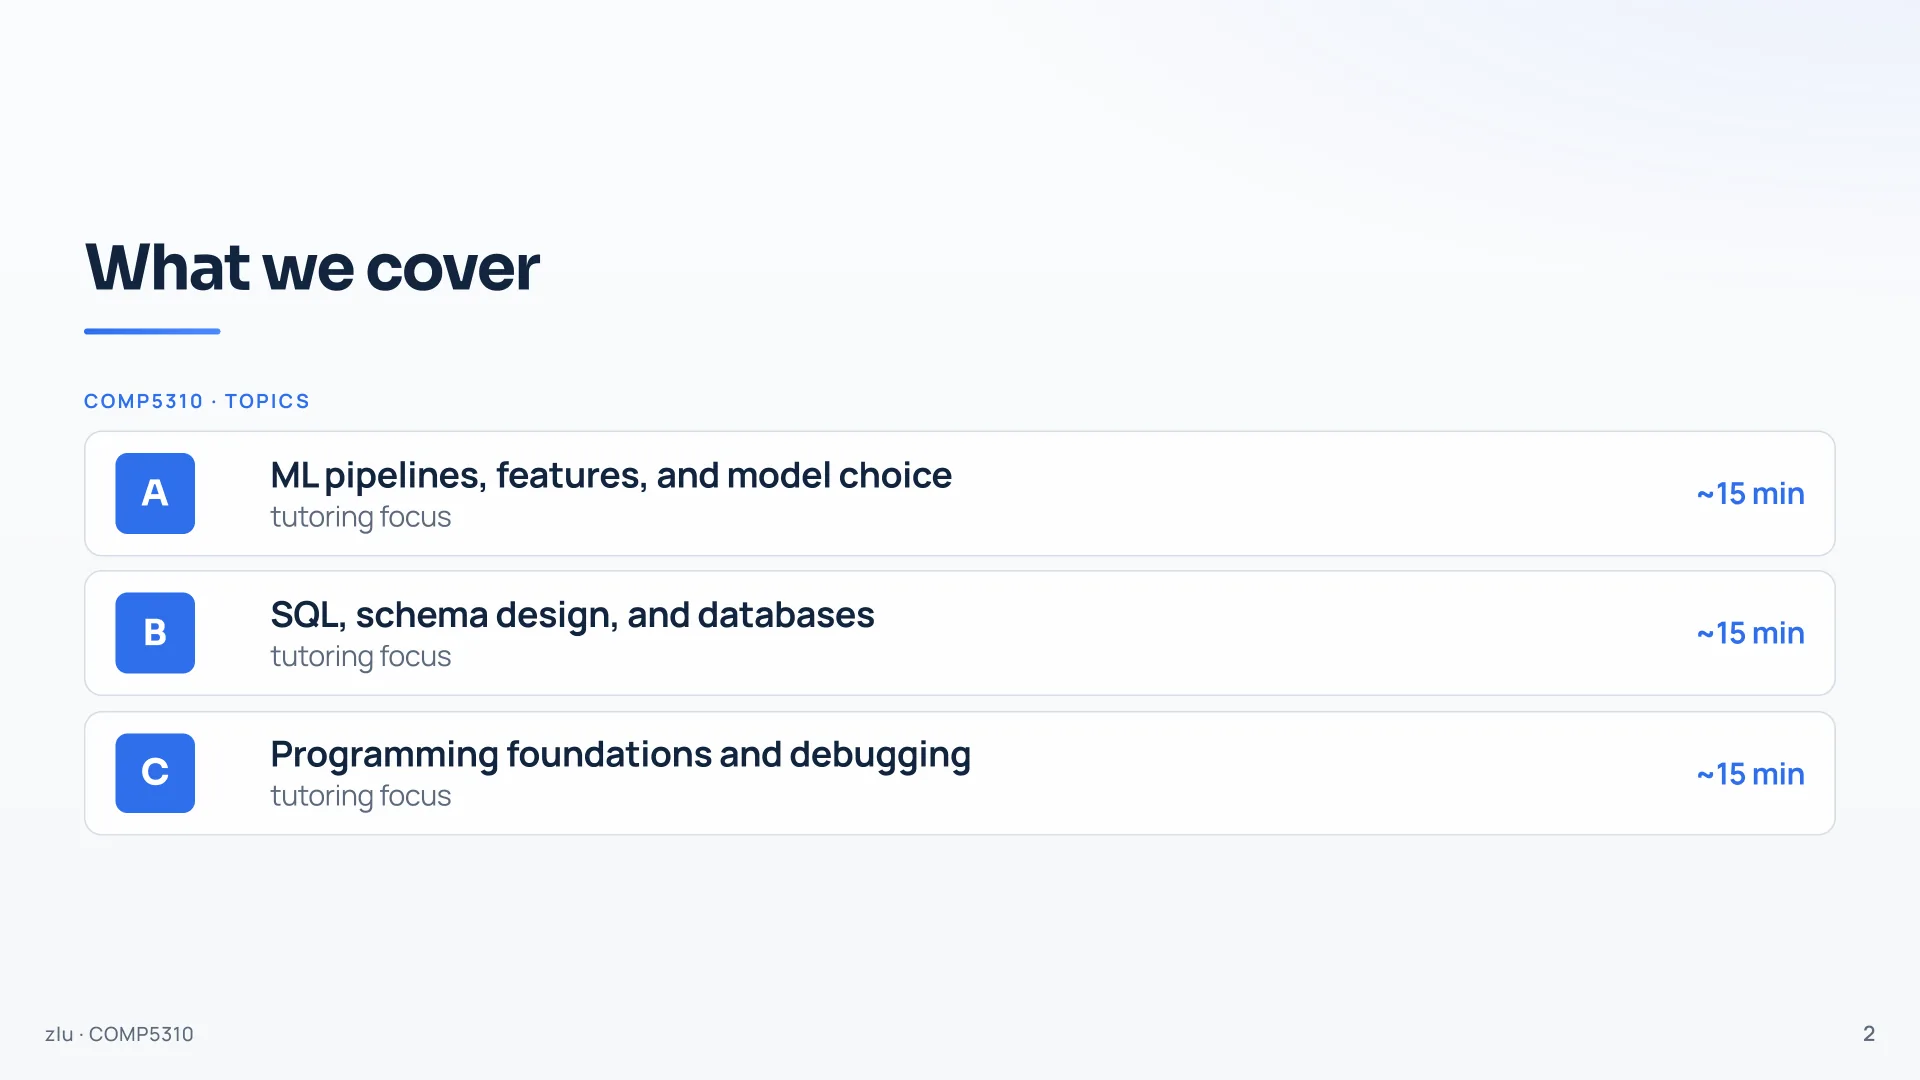 What we cover
COMP5310 · TOPICS
A
ML pipelines, features, and model choice
tutoring focus
~15 min
B
SQL, schema design, and databases
tutoring focus
~15 min
C
Programming foundations and debugging
tutoring focus
~15 min
zlu · COMP5310
2